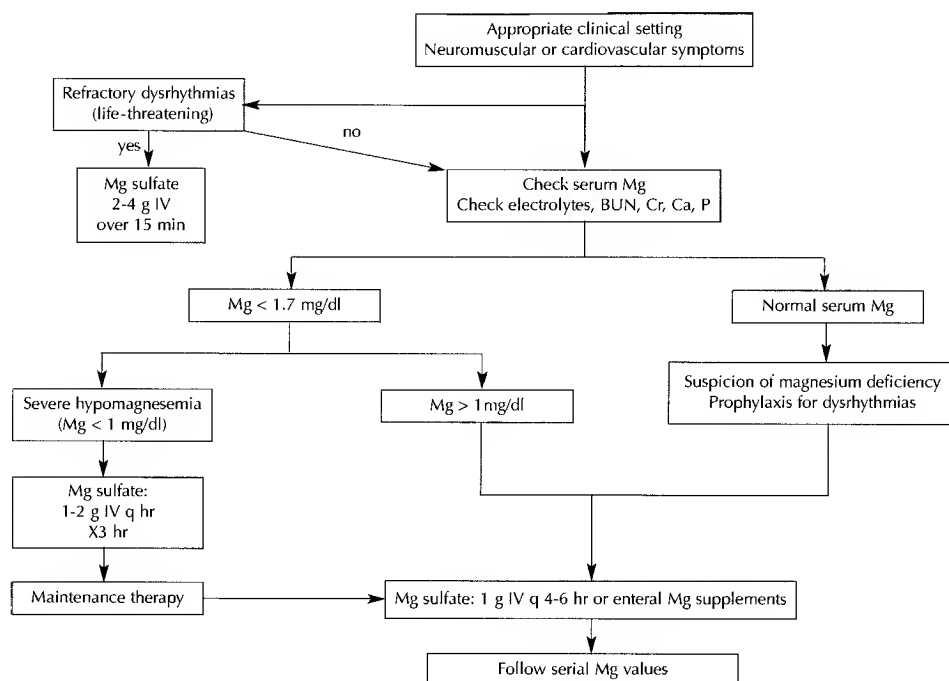 Appropriate clinical setting
Neuromuscular or cardiovascular symptoms
Refractory dysrhythmias
(life-threatening)
no
yes
Mg sulfate
2-4 g IV
over 15 min
Check serum Mg
Check electrolytes, BUN, Cr, Ca, P
Mg < 1.7 mg/dl
Normal serum Mg
Severe hypomagnesemia
(Mg < 1 mg/dl)
Mg > 1mg/dl
Suspicion of magnesium deficiency
Prophylaxis for dysrhythmias
Mg sulfate:
1-2 g IV q hr
X3 hr
Maintenance therapy
Mg sulfate: 1 g IV q 4-6 hr or enteral Mg supplements
Follow serial Mg values